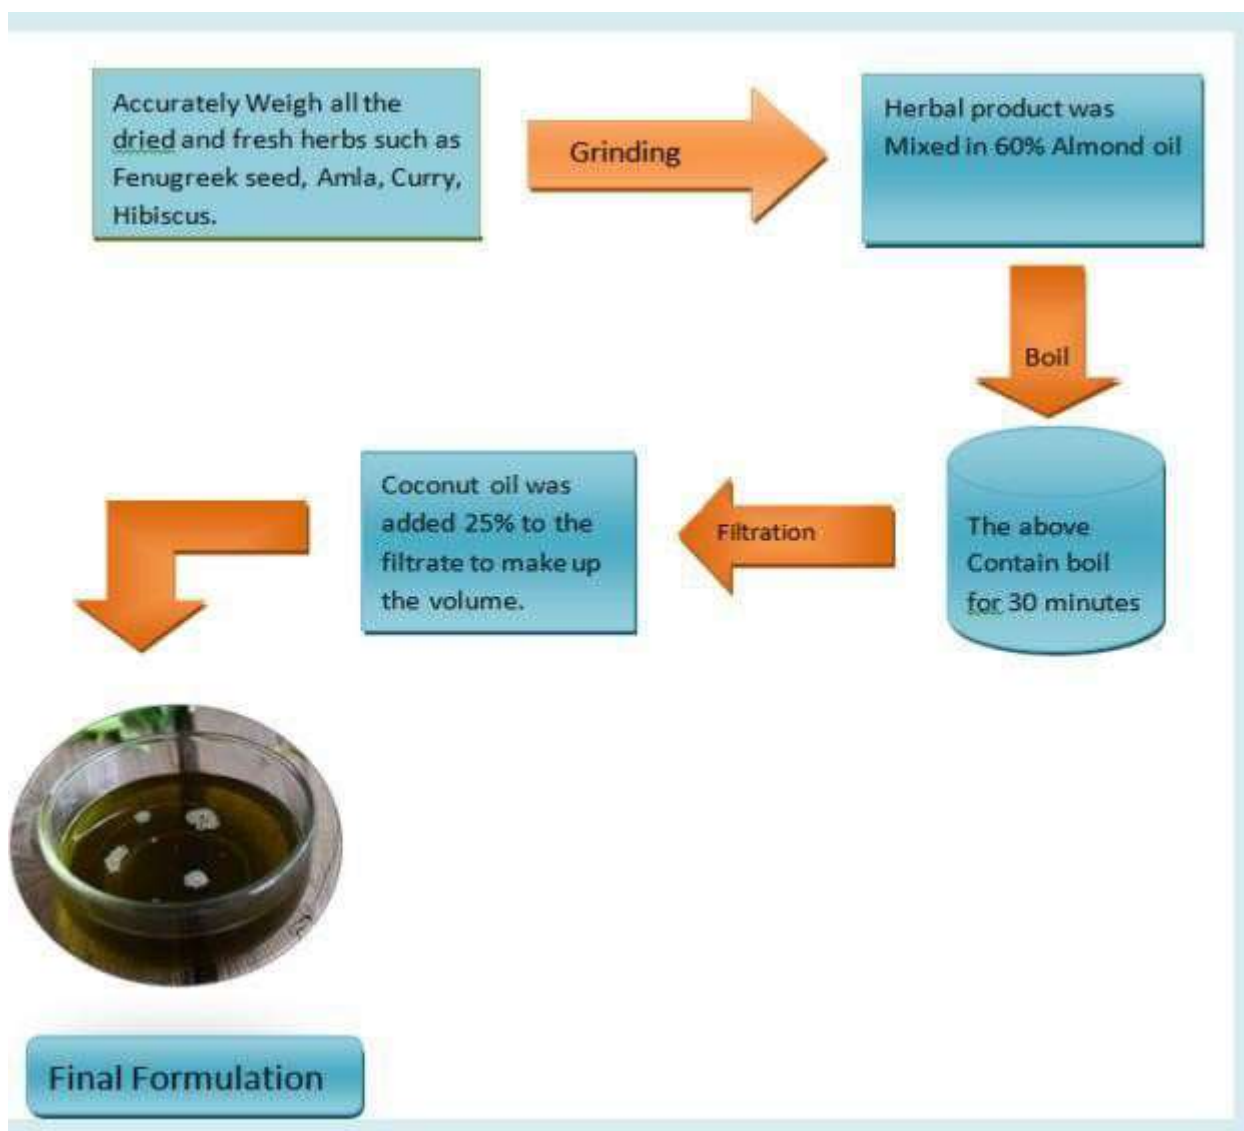 Accurately Weigh all the
dried and fresh herbs such as
Fenugreek seed, Amla, Curry,
Hibiscus.
Grinding
Herbal product was
Mixed in 60% Almond oil
Boil
The above
Contain boil
for 30 minutes
Filtration
Coconut oil was
added 25% to the
filtrate to make up
the volume.
Final Formulation